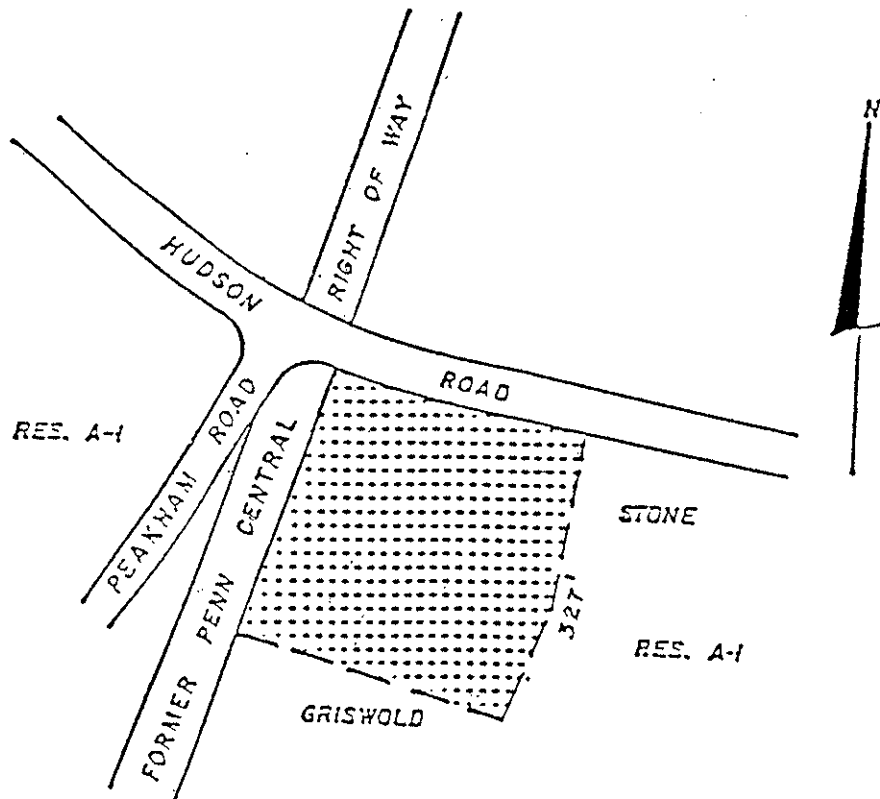 N
RIGHT OF WAY
HUDSON
ROAD
RES. A-1
PEAKHAM ROAD
FORMER PENN CENTRAL
STONE
327'
RES. A-1
GRISWOLD